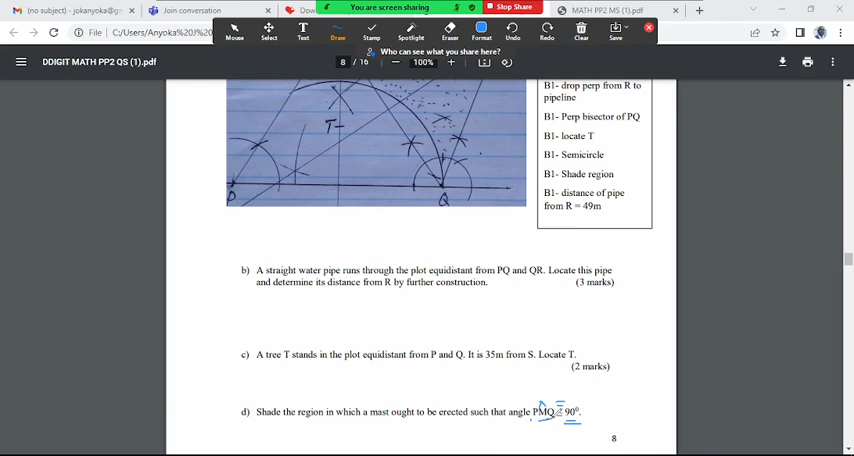 You are screen sharing
Stop Share
(no subject) - jokanyoka@g
Join conversation
MATH PP2 MS (1).pdf
File
C:/Users/Anyoka%20J%20
Mouse
Select
Text
Draw
Stamp
Spotlight
Eraser
Format
Undo
Redo
Clear
Save
Who can see what you share here?
DDIGIT MATH PP2 QS (1).pdf
8 / 16
100%
T
P
Q
B1- drop perp from R to
pipeline
B1- Perp bisector of PQ
B1- locate T
B1- Semicircle
B1- Shade region
B1- distance of pipe
from R = 49m
b) A straight water pipe runs through the plot equidistant from PQ and QR. Locate this pipe
and determine its distance from R by further construction. (3 marks)
c) A tree T stands in the plot equidistant from P and Q. It is 35m from S. Locate T.
(2 marks)
d) Shade the region in which a mast ought to be erected such that angle PMQ ≥ 90⁰.
8